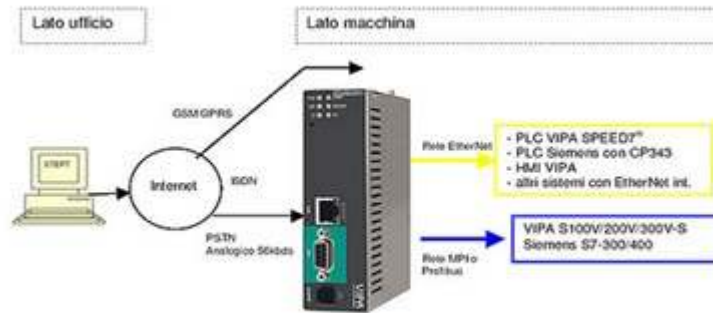 Lato ufficio
Lato macchina
GSM GPRS
STEP7
Internet
ISDN
PSTN
Analogico 56kbds
Rete EtherNet
- PLC VIPA SPEED7
- PLC Siemens con CP343
- HMI VIPA
- altri sistemi con EtherNet int.
VIPA S100V/200V/300V-S
Siemens S7-300/400
Rete MPI o
Profibus
VIPA